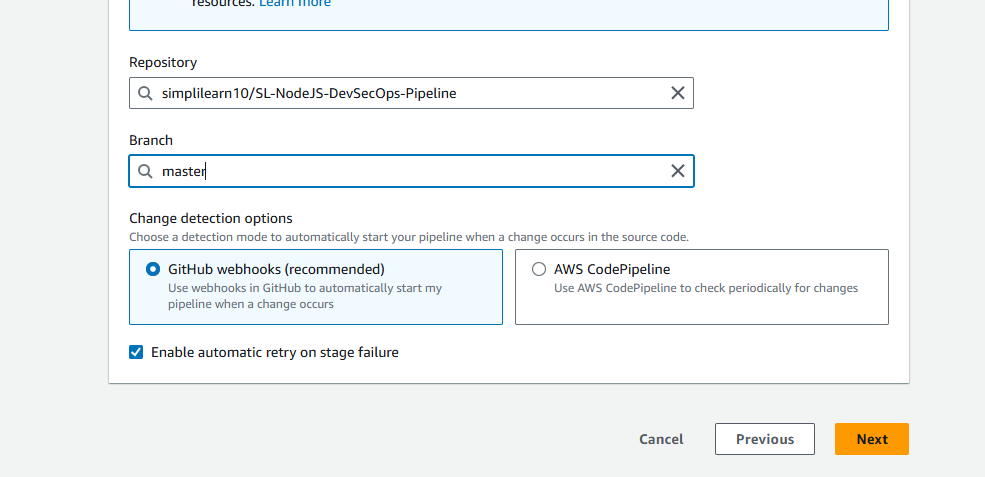 resources. Learn more
Repository
simplilearn10/SL-NodeJS-DevSecOps-Pipeline
Branch
master
Change detection options
Choose a detection mode to automatically start your pipeline when a change occurs in the source code.
GitHub webhooks (recommended)
Use webhooks in GitHub to automatically start my
pipeline when a change occurs
AWS CodePipeline
Use AWS CodePipeline to check periodically for changes
Enable automatic retry on stage failure
Cancel
Previous
Next